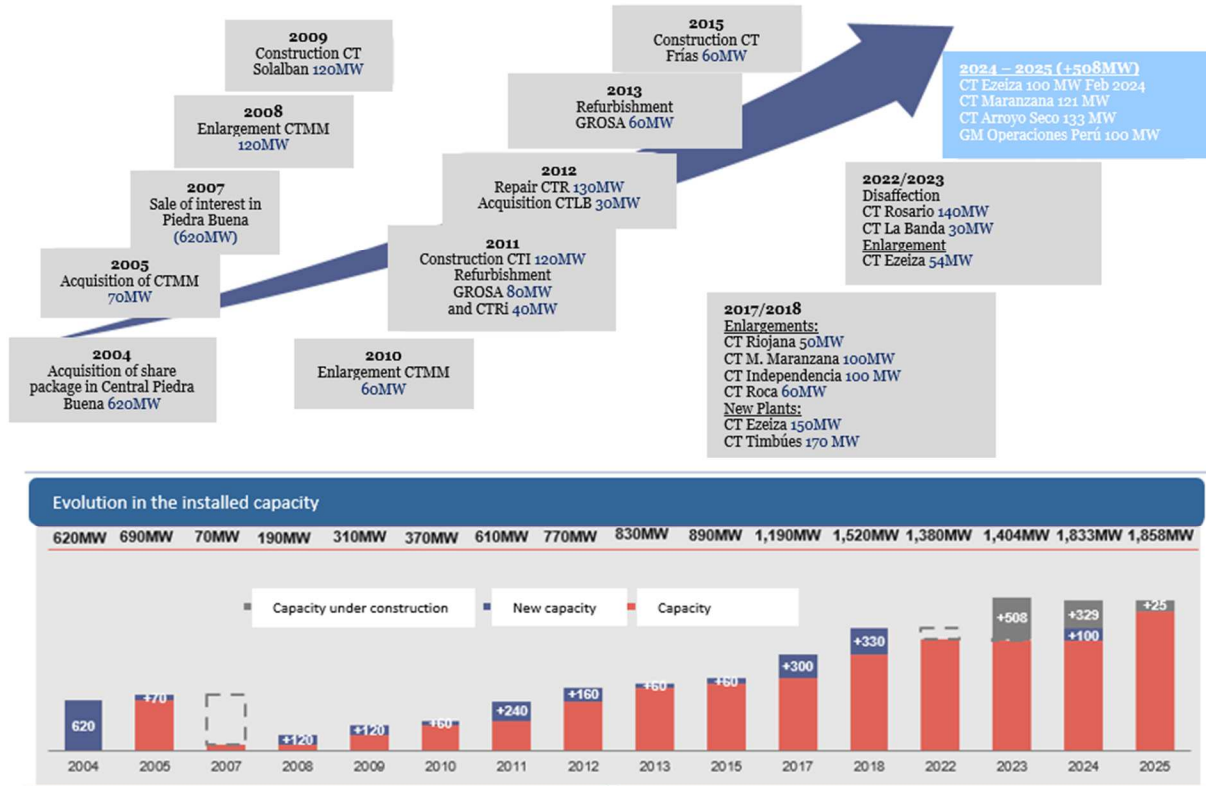 2009
Construction CT
Solalban 120MW
2015
Construction CT
Frías 60MW
2024 – 2025 (+508MW)
CT Ezeiza 100 MW Feb 2024
CT Maranzana 121 MW
CT Arroyo Seco 133 MW
GM Operaciones Perú 100 MW
2008
Enlargement CTMM
120MW
2013
Refurbishment
GROSA 60MW
2012
Repair CTR 130MW
Acquisition CTLB 30MW
2022/2023
Disaffection
CT Rosario 140MW
CT La Banda 30MW
Enlargement
CT Ezeiza 54MW
2007
Sale of interest in
Piedra Buena
(620MW)
2005
Acquisition of CTMM
70MW
2011
Construction CTI 120MW
Refurbishment
GROSA 80MW
and CTRi 40MW
2017/2018
Enlargements:
CT Riojana 50MW
CT M. Maranzana 100MW
CT Independencia 100 MW
CT Roca 60MW
New Plants:
CT Ezeiza 150MW
CT Timbúes 170 MW
2004
Acquisition of share
package in Central Piedra
Buena 620MW
2010
Enlargement CTMM
60MW
Evolution in the installed capacity
620MW 690MW 70MW 190MW 310MW 370MW 610MW 770MW 830MW 890MW 1,190MW 1,520MW 1,380MW 1,404MW 1,833MW 1,858MW
Capacity under construction New capacity Capacity
620 +70 +120 +120 +60 +240 +160 +60 +60 +300 +330 +508 +329 +100 +25
2004 2005 2007 2008 2009 2010 2011 2012 2013 2015 2017 2018 2022 2023 2024 2025